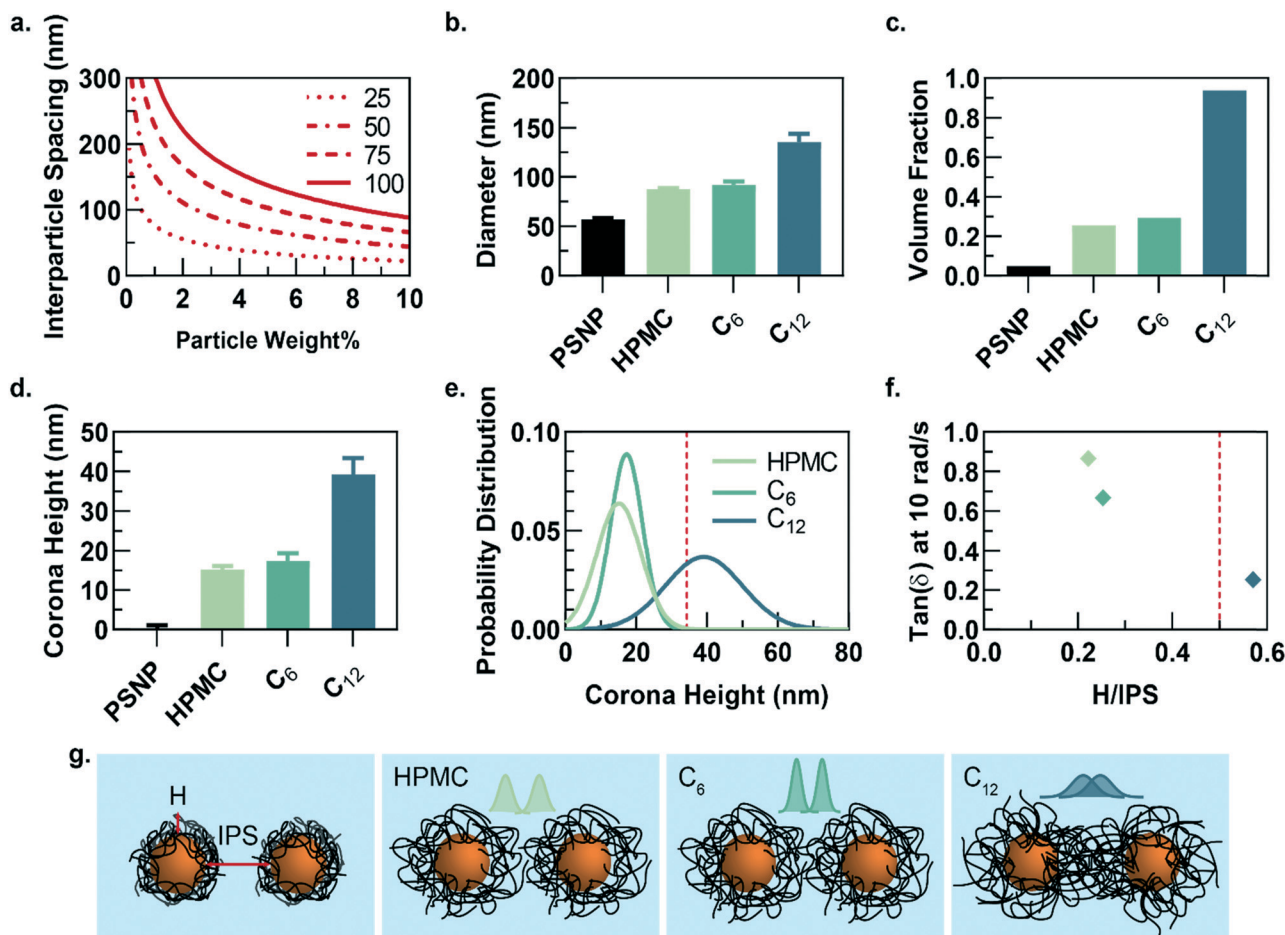 a.
Interparticle Spacing (nm)
300
200
100
0
0 2 4 6 8 10
Particle Weight%
25
50
75
100
b.
Diameter (nm)
200
150
100
50
0
PSNP
HPMC
C6
C12
c.
Volume Fraction
1.0
0.8
0.6
0.4
0.2
0.0
PSNP
HPMC
C6
C12
d.
Corona Height (nm)
50
40
30
20
10
0
PSNP
HPMC
C6
C12
e.
Probability Distribution
0.10
0.05
0.00
0 20 40 60 80
Corona Height (nm)
HPMC
C6
C12
f.
Tan(δ) at 10 rad/s
1.0
0.8
0.6
0.4
0.2
0.0
0.0 0.2 0.4 0.6
H/IPS
g.
H
IPS
HPMC
C6
C12